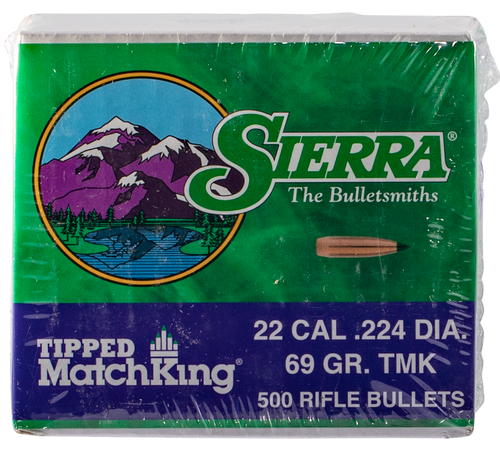 SIERRA®
The Bulletsmiths
22 CAL .224 DIA.
69 GR. TMK
500 RIFLE BULLETS
TIPPED
MatchKing®